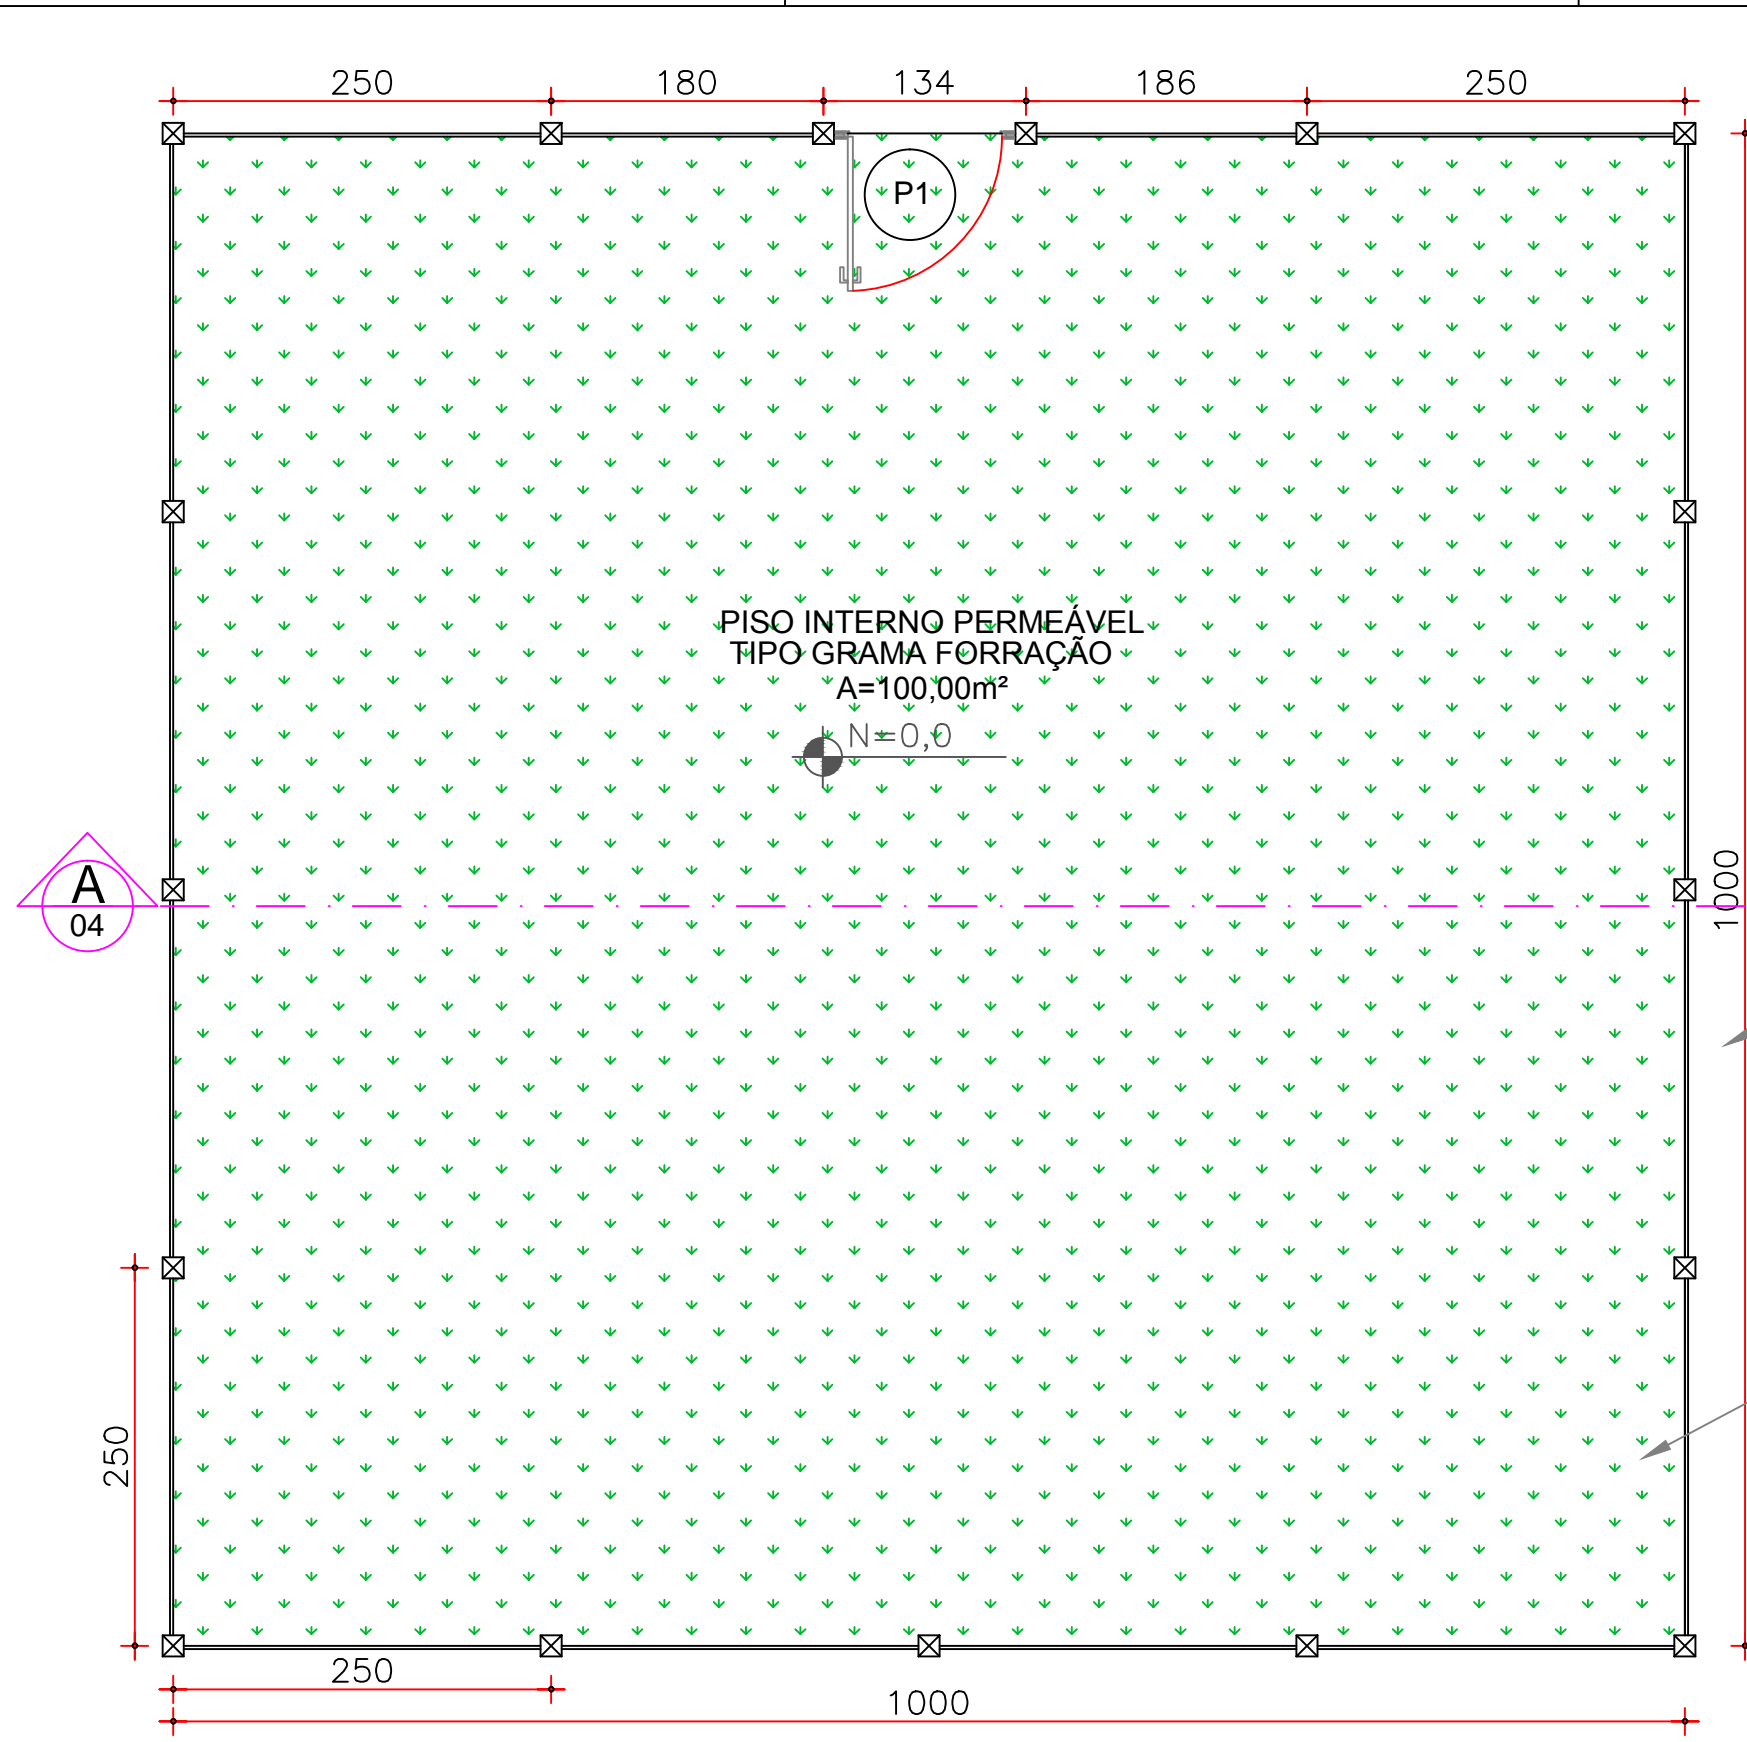 250
180
134
186
250
P1
PISO INTERNO PERMEÁVEL
TIPO GRAMA FORRAÇÃO
A=100,00m²
N=0,0
A
04
1000
250
250
1000